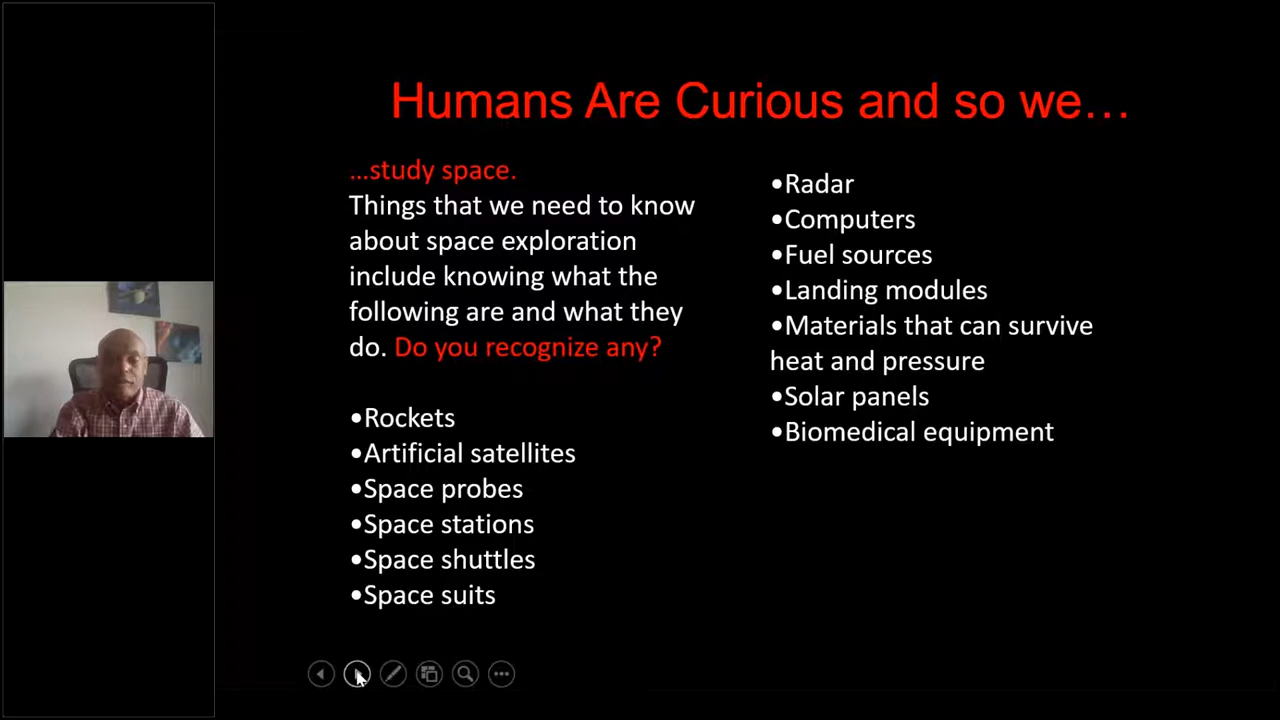 Humans Are Curious and so we…
…study space.
Things that we need to know
about space exploration
include knowing what the
following are and what they
do. Do you recognize any?
•Rockets
•Artificial satellites
•Space probes
•Space stations
•Space shuttles
•Space suits
•Radar
•Computers
•Fuel sources
•Landing modules
•Materials that can survive
heat and pressure
•Solar panels
•Biomedical equipment